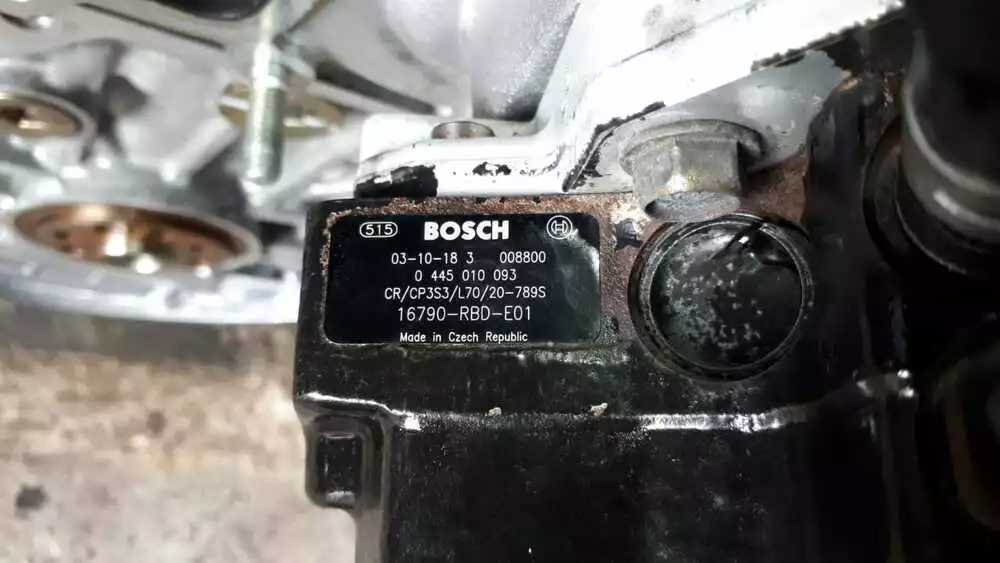 515 BOSCH
03-10-18 3 008800
0 445 010 093
CR/CP3S3/L70/20-789S
16790-RBD-E01
Made in Czech Republic